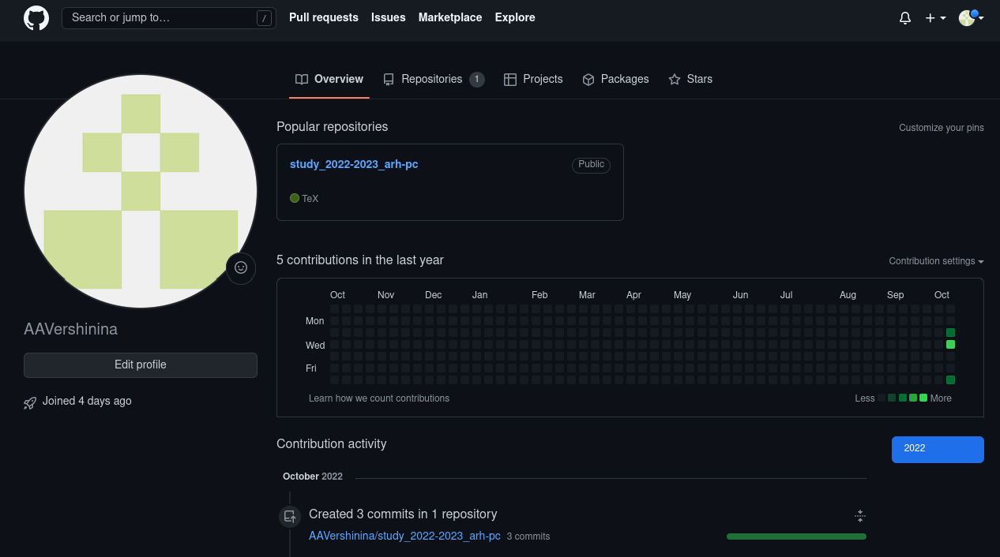 Search or jump to... /
Pull requests Issues Marketplace Explore
Overview Repositories 1 Projects Packages Stars
Popular repositories
Customize your pins
study_2022-2023_arh-pc
Public
TeX
AAVershinina
Edit profile
Joined 4 days ago
5 contributions in the last year
Contribution settings
Oct Nov Dec Jan Feb Mar Apr May Jun Jul Aug Sep Oct
Mon
Wed
Fri
Learn how we count contributions
Less More
Contribution activity
2022
October 2022
Created 3 commits in 1 repository
AAVershinina/study_2022-2023_arh-pc 3 commits